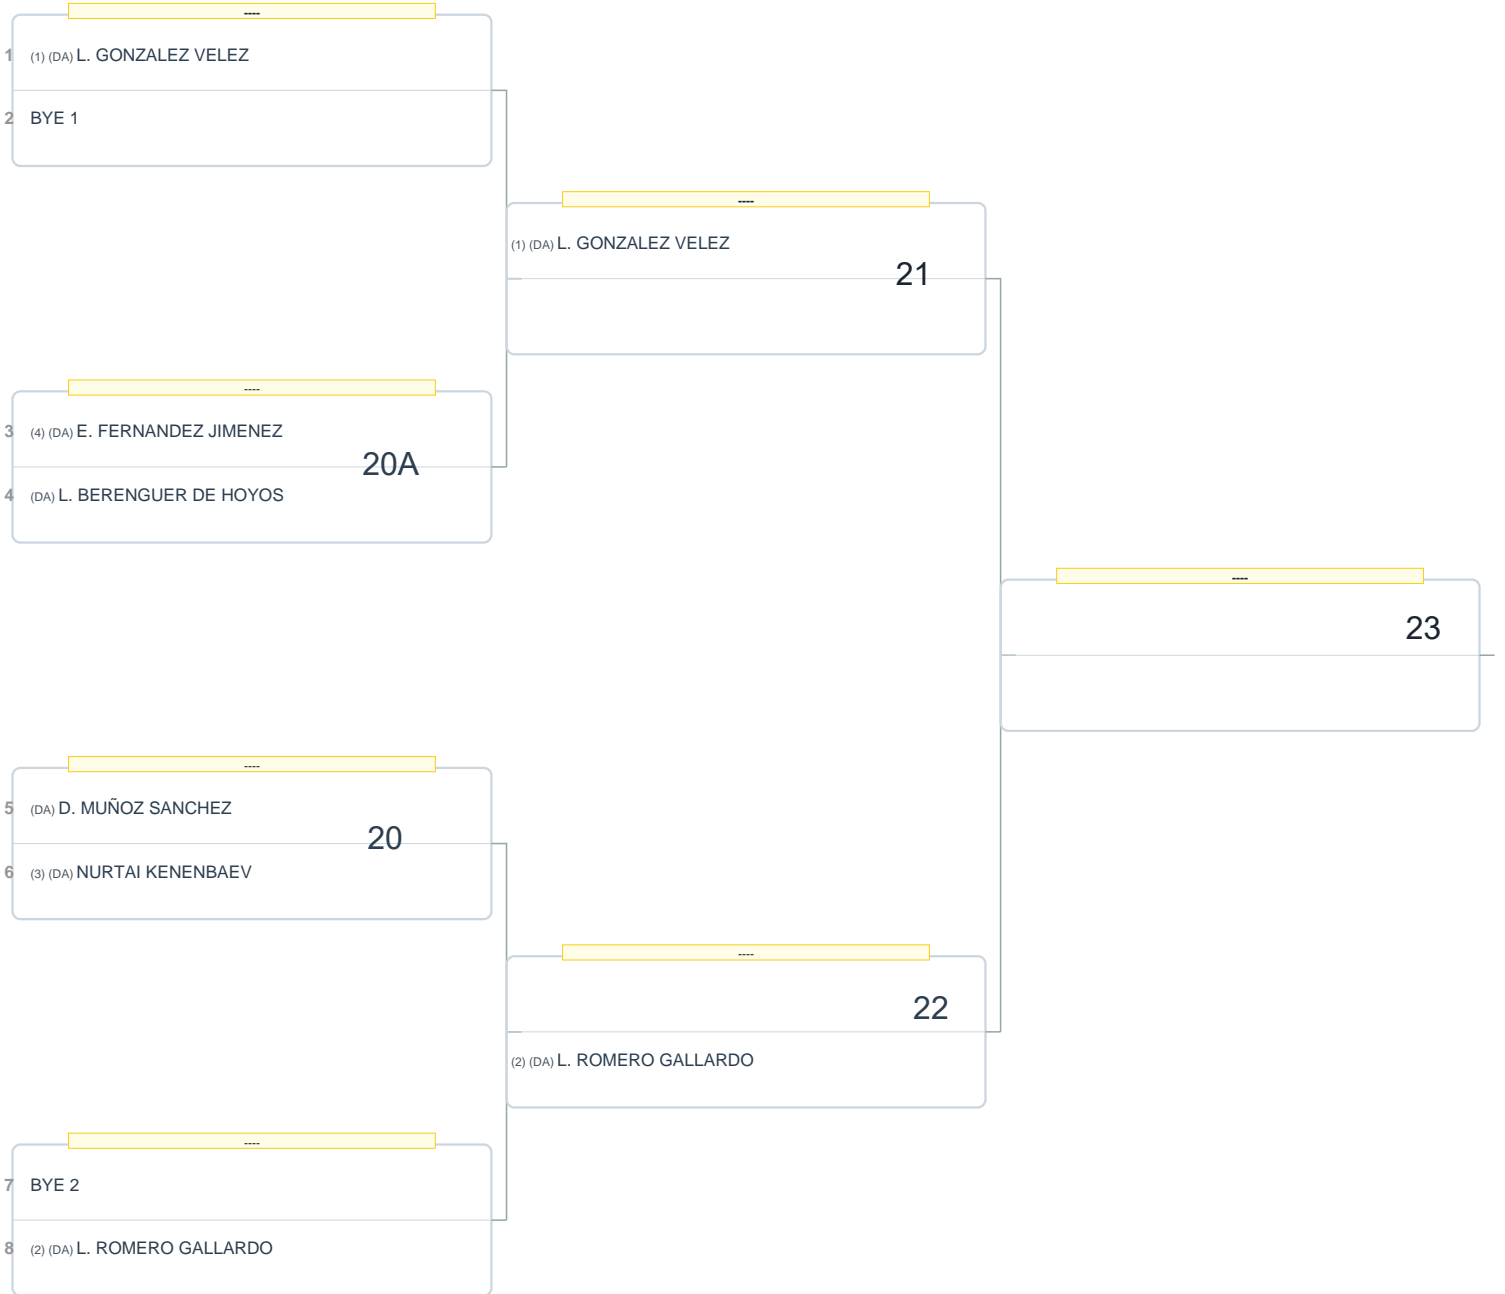 ----
1 (1) (DA) L. GONZALEZ VELEZ
2 BYE 1
----
(1) (DA) L. GONZALEZ VELEZ
21
----
3 (4) (DA) E. FERNANDEZ JIMENEZ
20A
4 (DA) L. BERENGUER DE HOYOS
----
23
----
5 (DA) D. MUÑOZ SANCHEZ
20
6 (3) (DA) NURTAI KENENBAEV
----
22
(2) (DA) L. ROMERO GALLARDO
----
7 BYE 2
8 (2) (DA) L. ROMERO GALLARDO